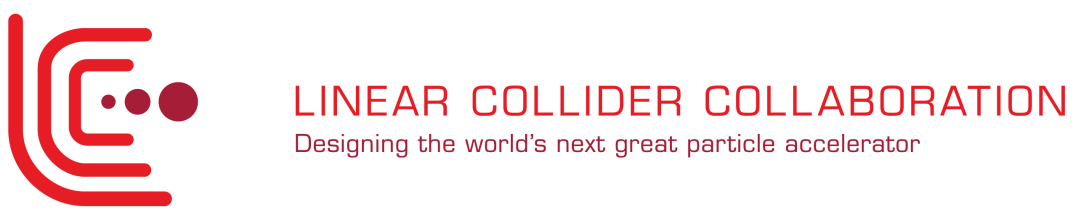 LINEAR COLLIDER COLLABORATION
Designing the world's next great particle accelerator